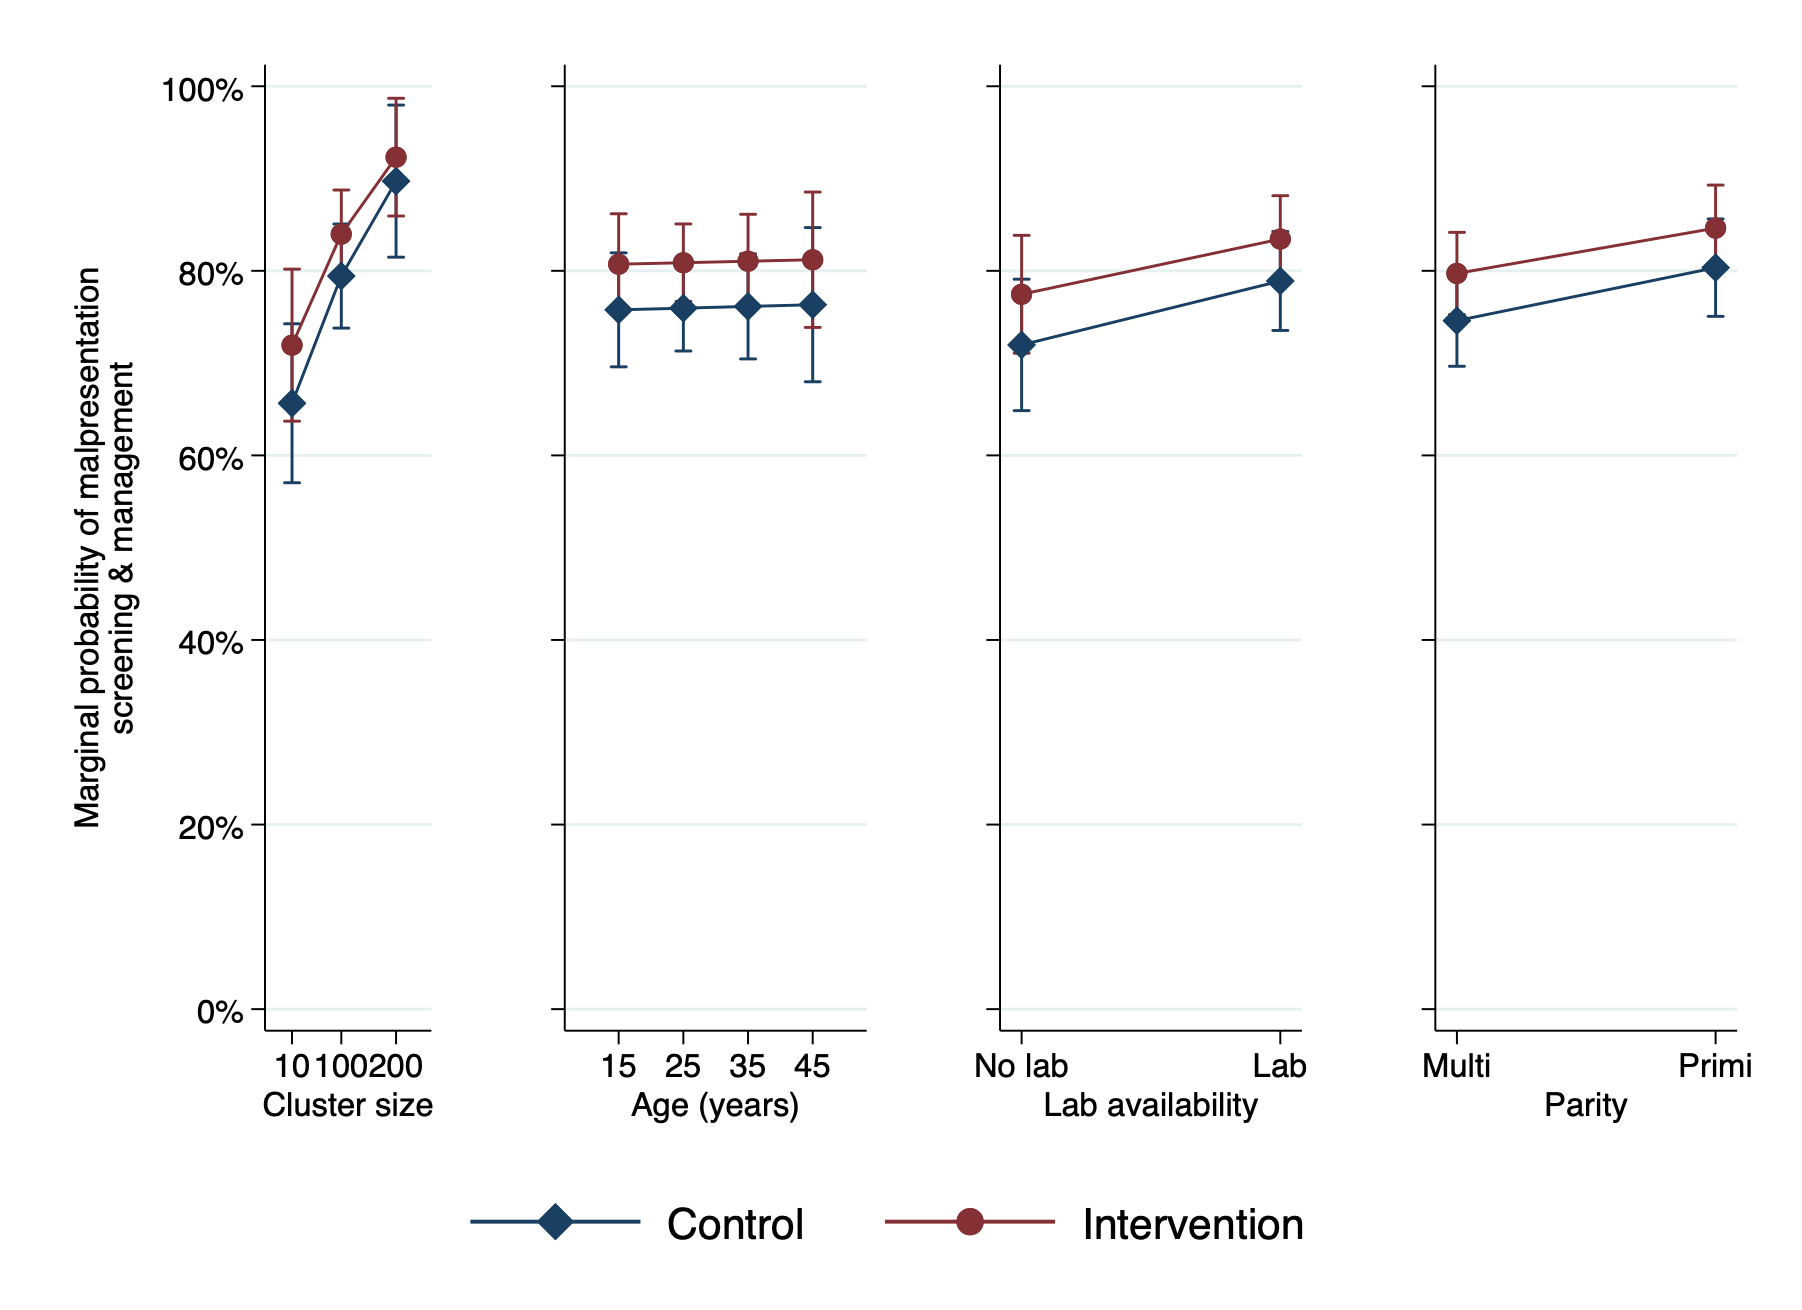 Marginal probability of malpresentation
screening & management
100%
80%
60%
40%
20%
0%
10 100 200
Cluster size
15 25 35 45
Age (years)
No lab Lab
Lab availability
Multi Primi
Parity
Control Intervention